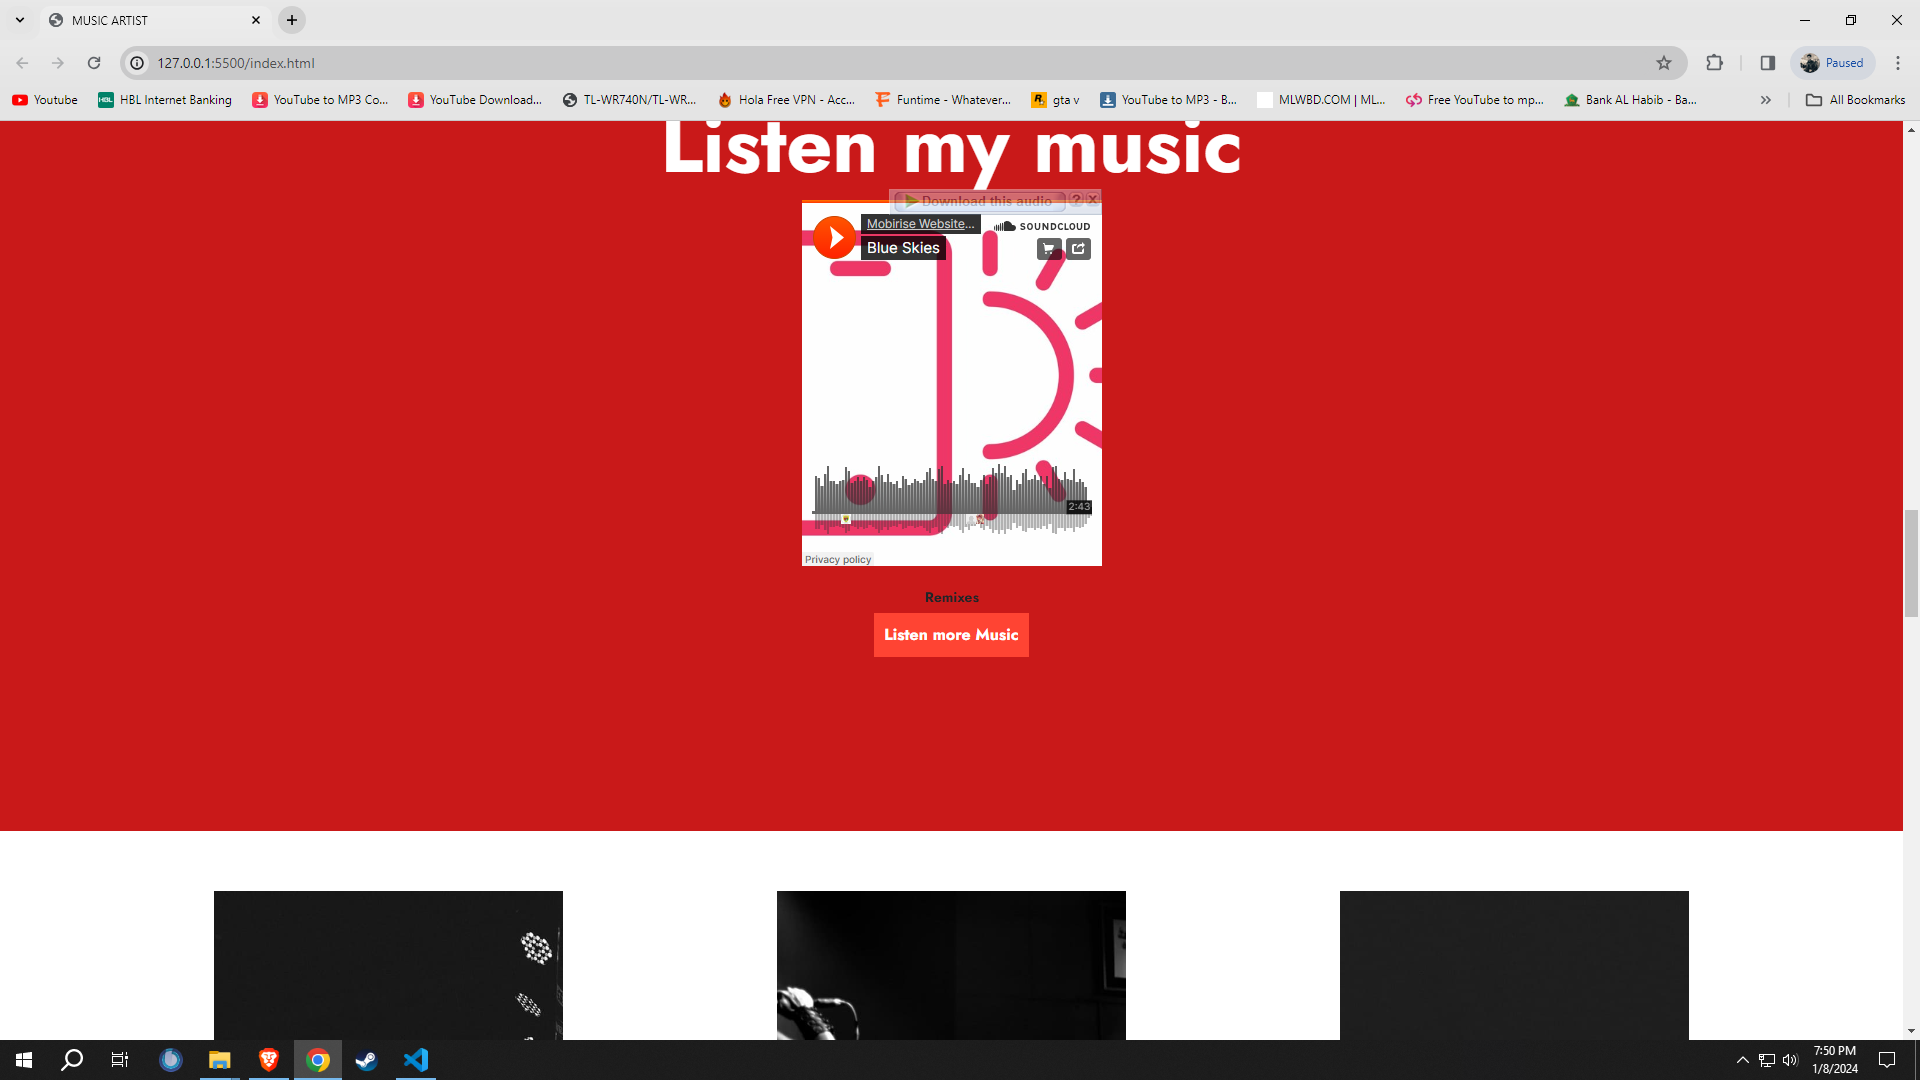 MUSIC ARTIST
127.0.0.1:5500/index.html
Paused
Youtube
HBL Internet Banking
YouTube to MP3 Co...
YouTube Download...
TL-WR740N/TL-WR...
Hola Free VPN - Acc...
Funtime - Whatever...
gta v
YouTube to MP3 - B...
MLWBD.COM | ML...
Free YouTube to mp...
Bank AL Habib - Ba...
All Bookmarks
Listen my music
Download this audio
Mobirise Website...
SOUNDCLOUD
Blue Skies
2:43
Privacy policy
Remixes
Listen more Music
7:50 PM
1/8/2024